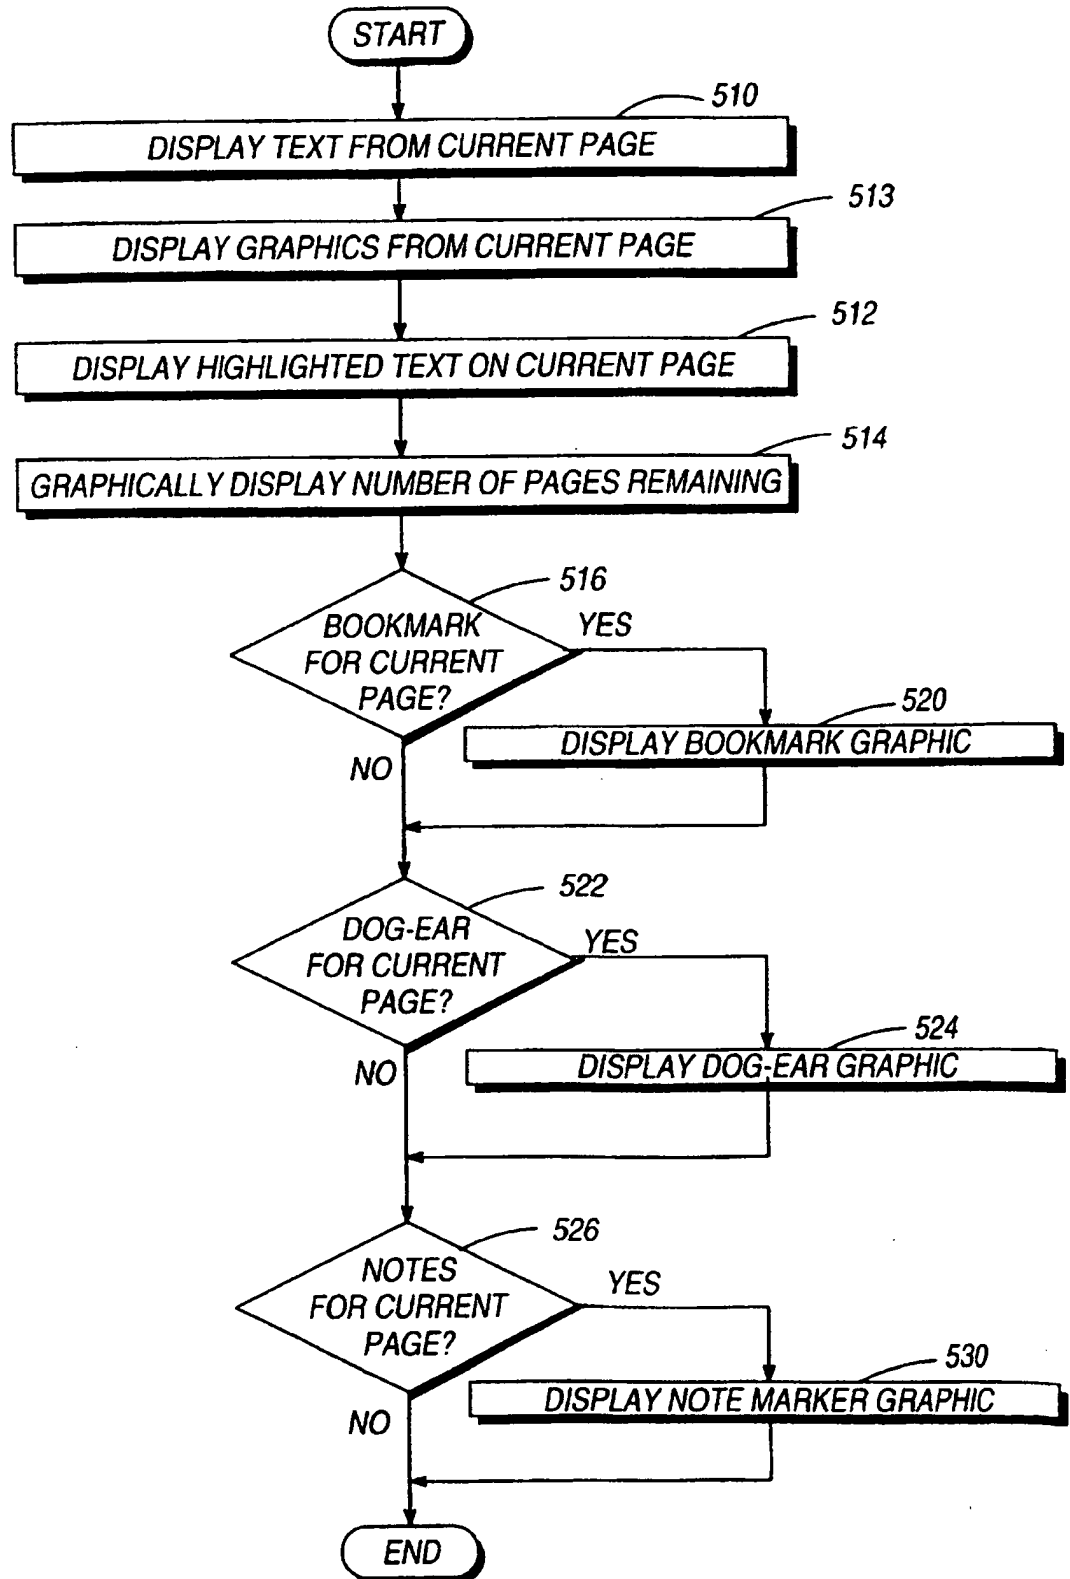 START
510
DISPLAY TEXT FROM CURRENT PAGE
513
DISPLAY GRAPHICS FROM CURRENT PAGE
512
DISPLAY HIGHLIGHTED TEXT ON CURRENT PAGE
514
GRAPHICALLY DISPLAY NUMBER OF PAGES REMAINING
516
BOOKMARK
FOR CURRENT
PAGE?
YES
520
DISPLAY BOOKMARK GRAPHIC
NO
522
DOG-EAR
FOR CURRENT
PAGE?
YES
524
DISPLAY DOG-EAR GRAPHIC
NO
526
NOTES
FOR CURRENT
PAGE?
YES
530
DISPLAY NOTE MARKER GRAPHIC
NO
END